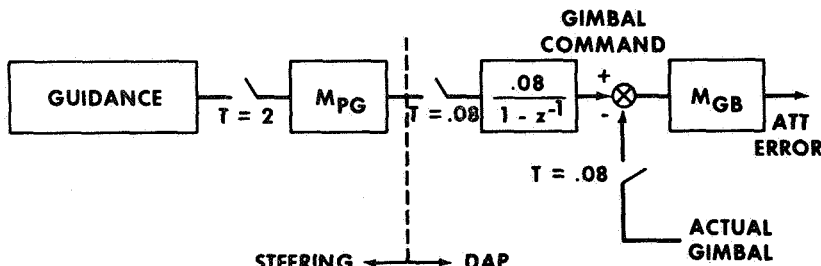 GIMBAL
COMMAND
GUIDANCE
T = 2
M_PG
T = .08
.08
1 - z^-1
+
-
M_GB
ATT
ERROR
T = .08
ACTUAL
GIMBAL
STEERING
DAP